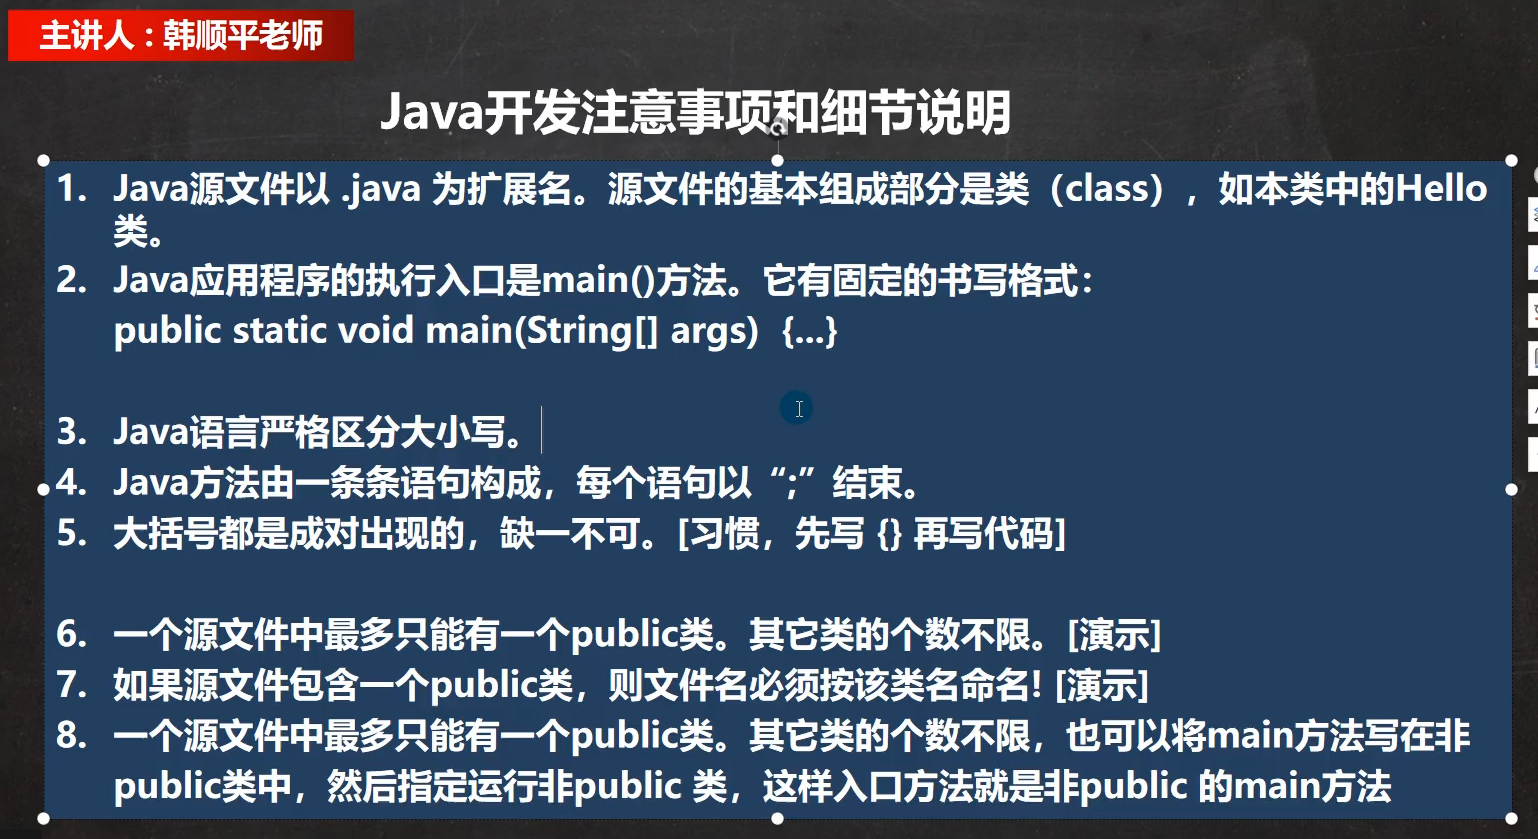 主讲人：韩顺平老师
Java开发注意事项和细节说明
1. Java源文件以 .java 为扩展名。源文件的基本组成部分是类（class），如本类中的Hello
类。
2. Java应用程序的执行入口是main()方法。它有固定的书写格式：
public static void main(String[] args) {...}
3. Java语言严格区分大小写。
4. Java方法由一条条语句构成，每个语句以“;”结束。
5. 大括号都是成对出现的，缺一不可。[习惯，先写 {} 再写代码]
6. 一个源文件中最多只能有一个public类。其它类的个数不限。[演示]
7. 如果源文件包含一个public类，则文件名必须按该类名命名! [演示]
8. 一个源文件中最多只能有一个public类。其它类的个数不限，也可以将main方法写在非
public类中，然后指定运行非public 类，这样入口方法就是非public 的main方法